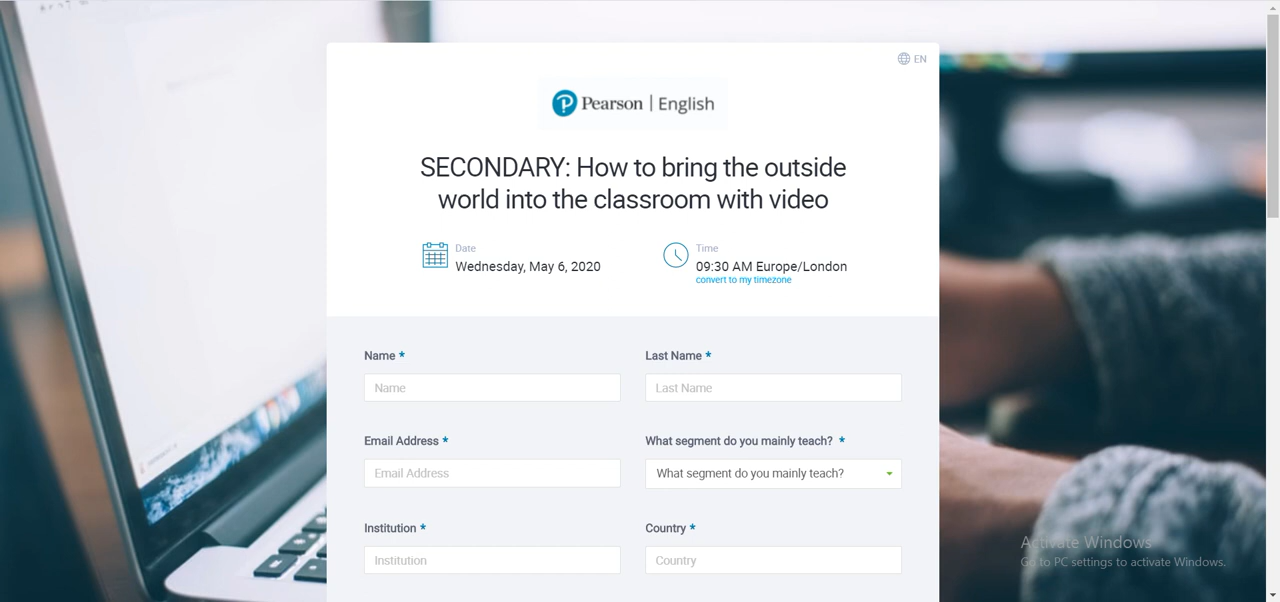 EN
Pearson | English
SECONDARY: How to bring the outside
world into the classroom with video
Date
Wednesday, May 6, 2020
Time
09:30 AM Europe/London
convert to my timezone
Name *
Last Name *
Name
Last Name
Email Address *
What segment do you mainly teach? *
Email Address
What segment do you mainly teach?
Institution *
Country *
Institution
Country
Activate Windows
Go to PC settings to activate Windows.